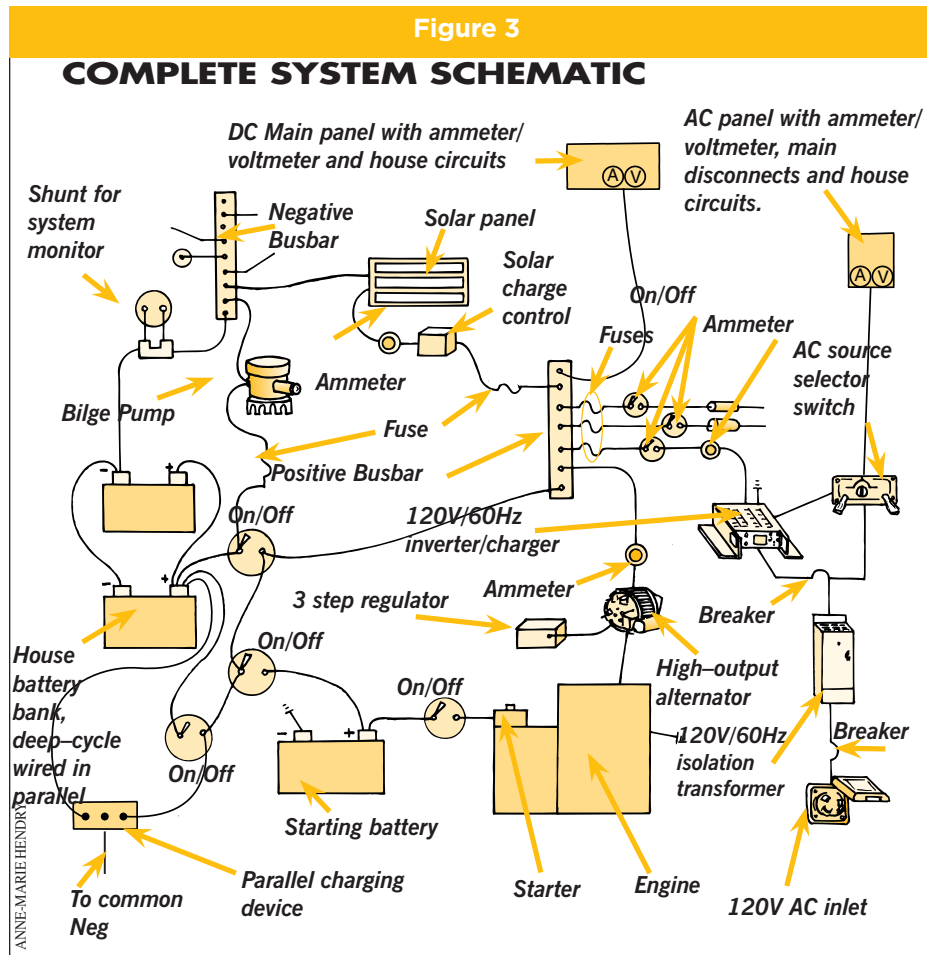 Figure 3
COMPLETE SYSTEM SCHEMATIC
DC Main panel with ammeter/
voltmeter and house circuits
A V
AC panel with ammeter/
voltmeter, main
disconnects and house
circuits.
A V
Shunt for
system
monitor
Negative
Busbar
Solar panel
Solar
charge
control
On/Off
Fuses
Ammeter
AC source
selector
switch
Bilge Pump
Ammeter
Fuse
Positive Busbar
- +
On/Off
120V/60Hz
inverter/charger
- +
Ammeter
3 step regulator
Breaker
House
battery
bank,
deep–cycle
wired in
parallel
On/Off
On/Off
High–output
alternator
- +
On/Off
120V/60Hz
isolation
transformer
Breaker
Starting battery
To common
Neg
Parallel charging
device
Starter
Engine
120V AC inlet
ANNE-MARIE HENDRY